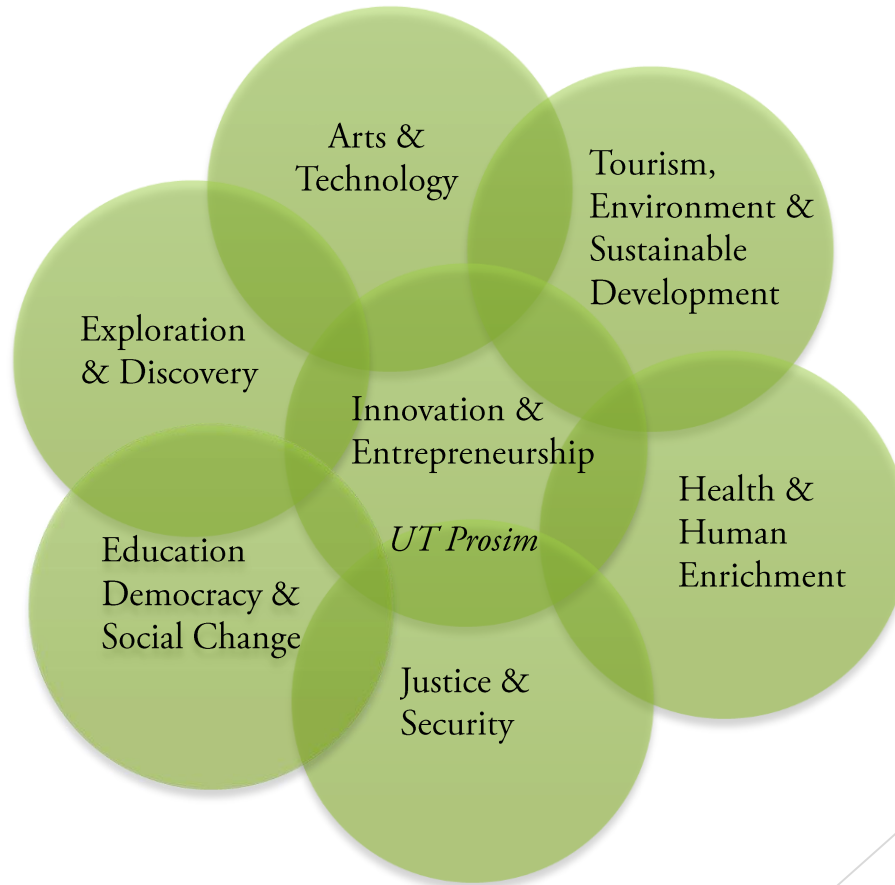 Arts &
Technology
Tourism,
Environment &
Sustainable
Development
Exploration
& Discovery
Innovation &
Entrepreneurship
UT Prosim
Health &
Human
Enrichment
Education
Democracy &
Social Change
Justice &
Security